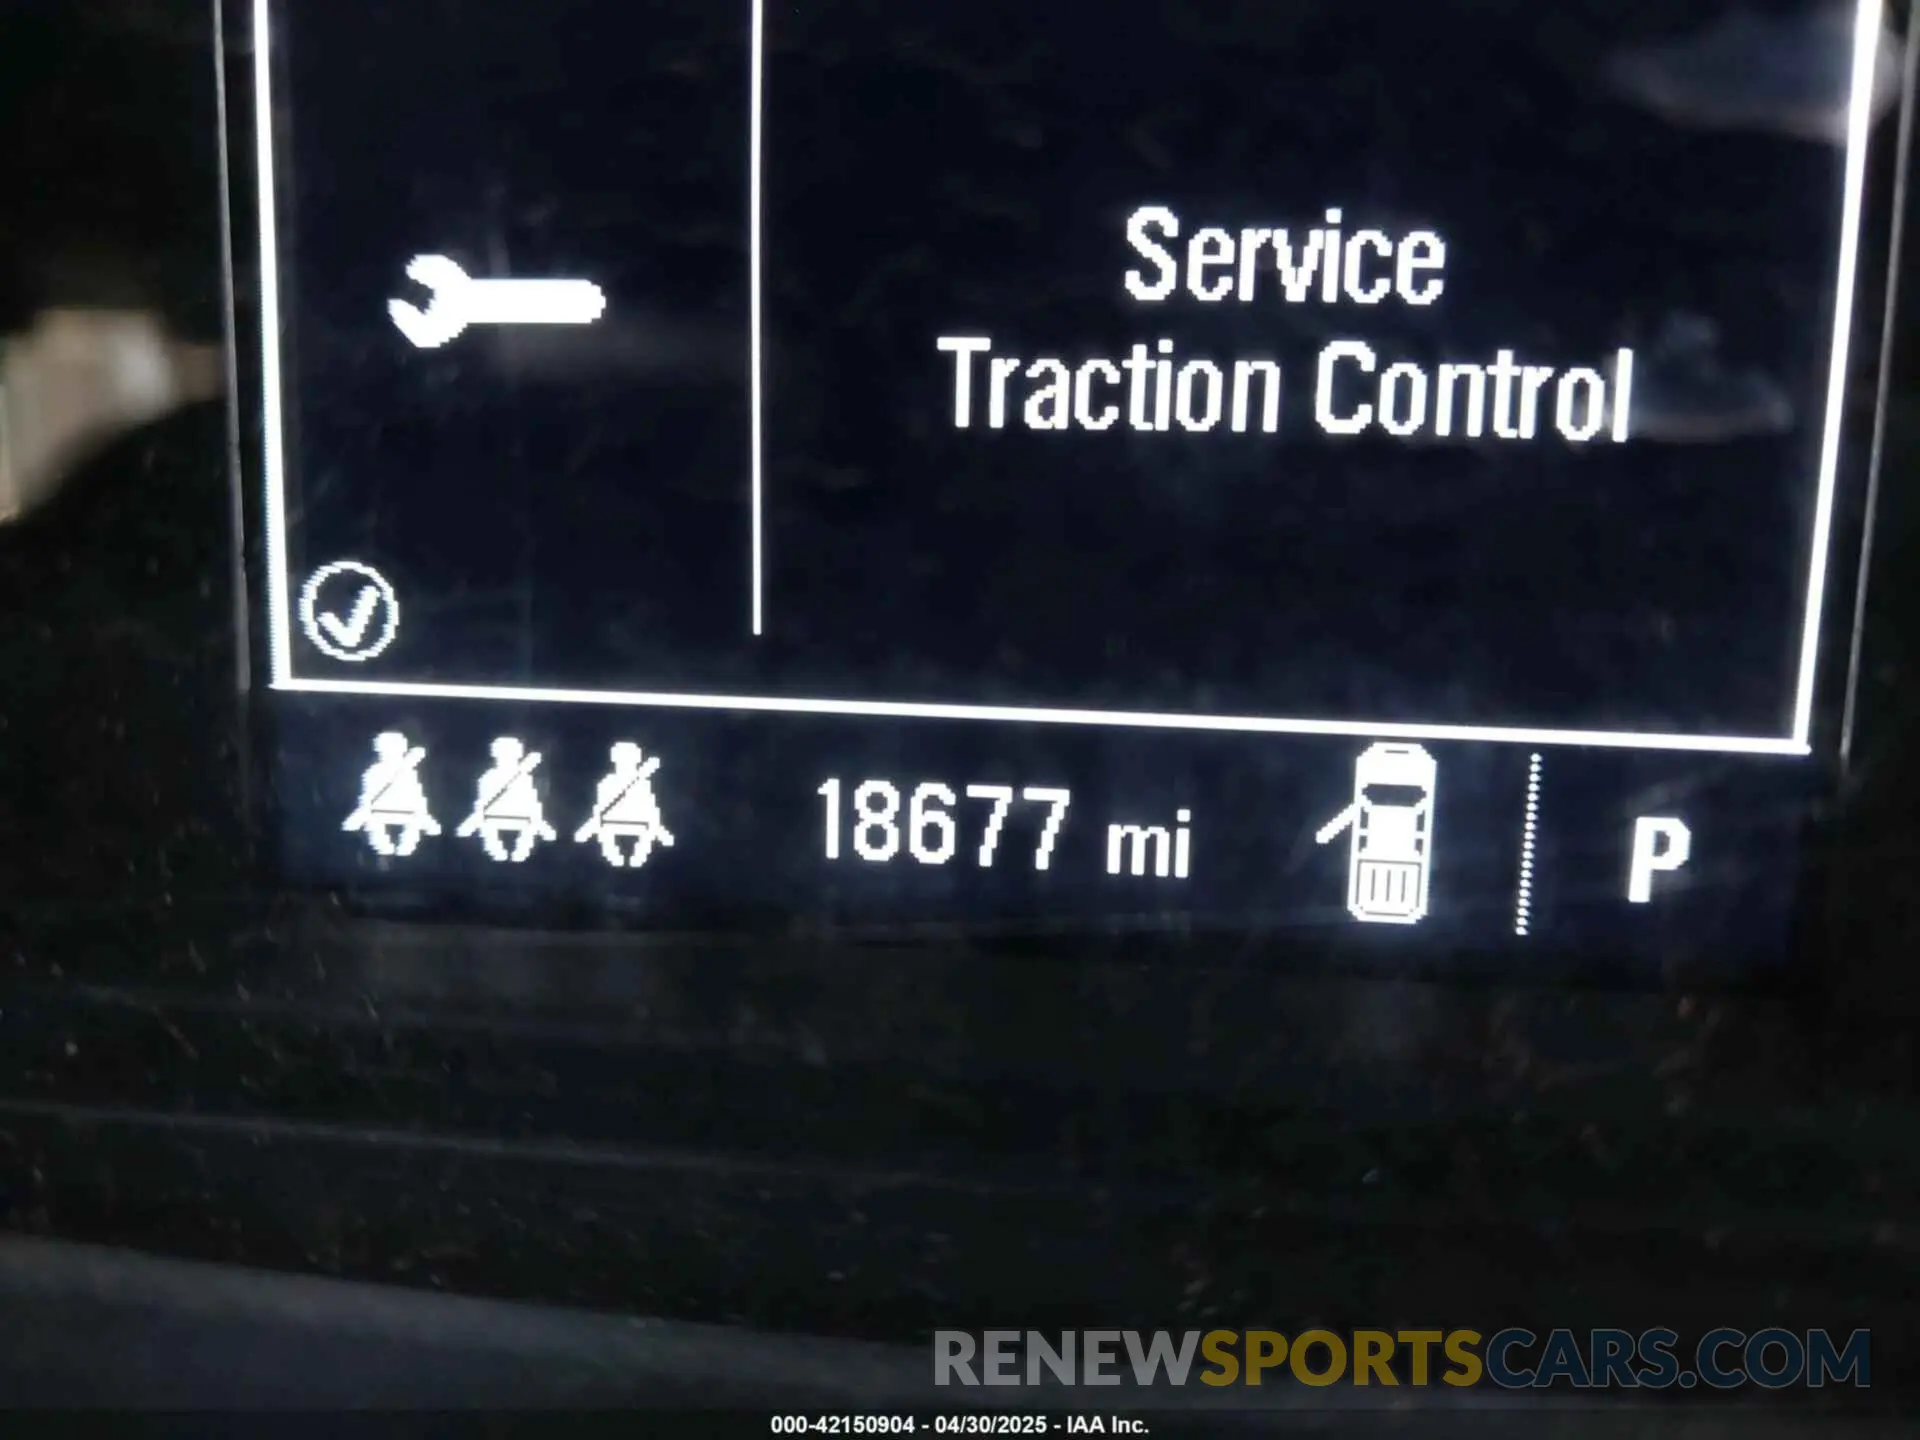 Service
Traction Control
18677 mi
P
RENEWSPORTSCARS.COM
000-42150904 - 04/30/2025 - IAA Inc.